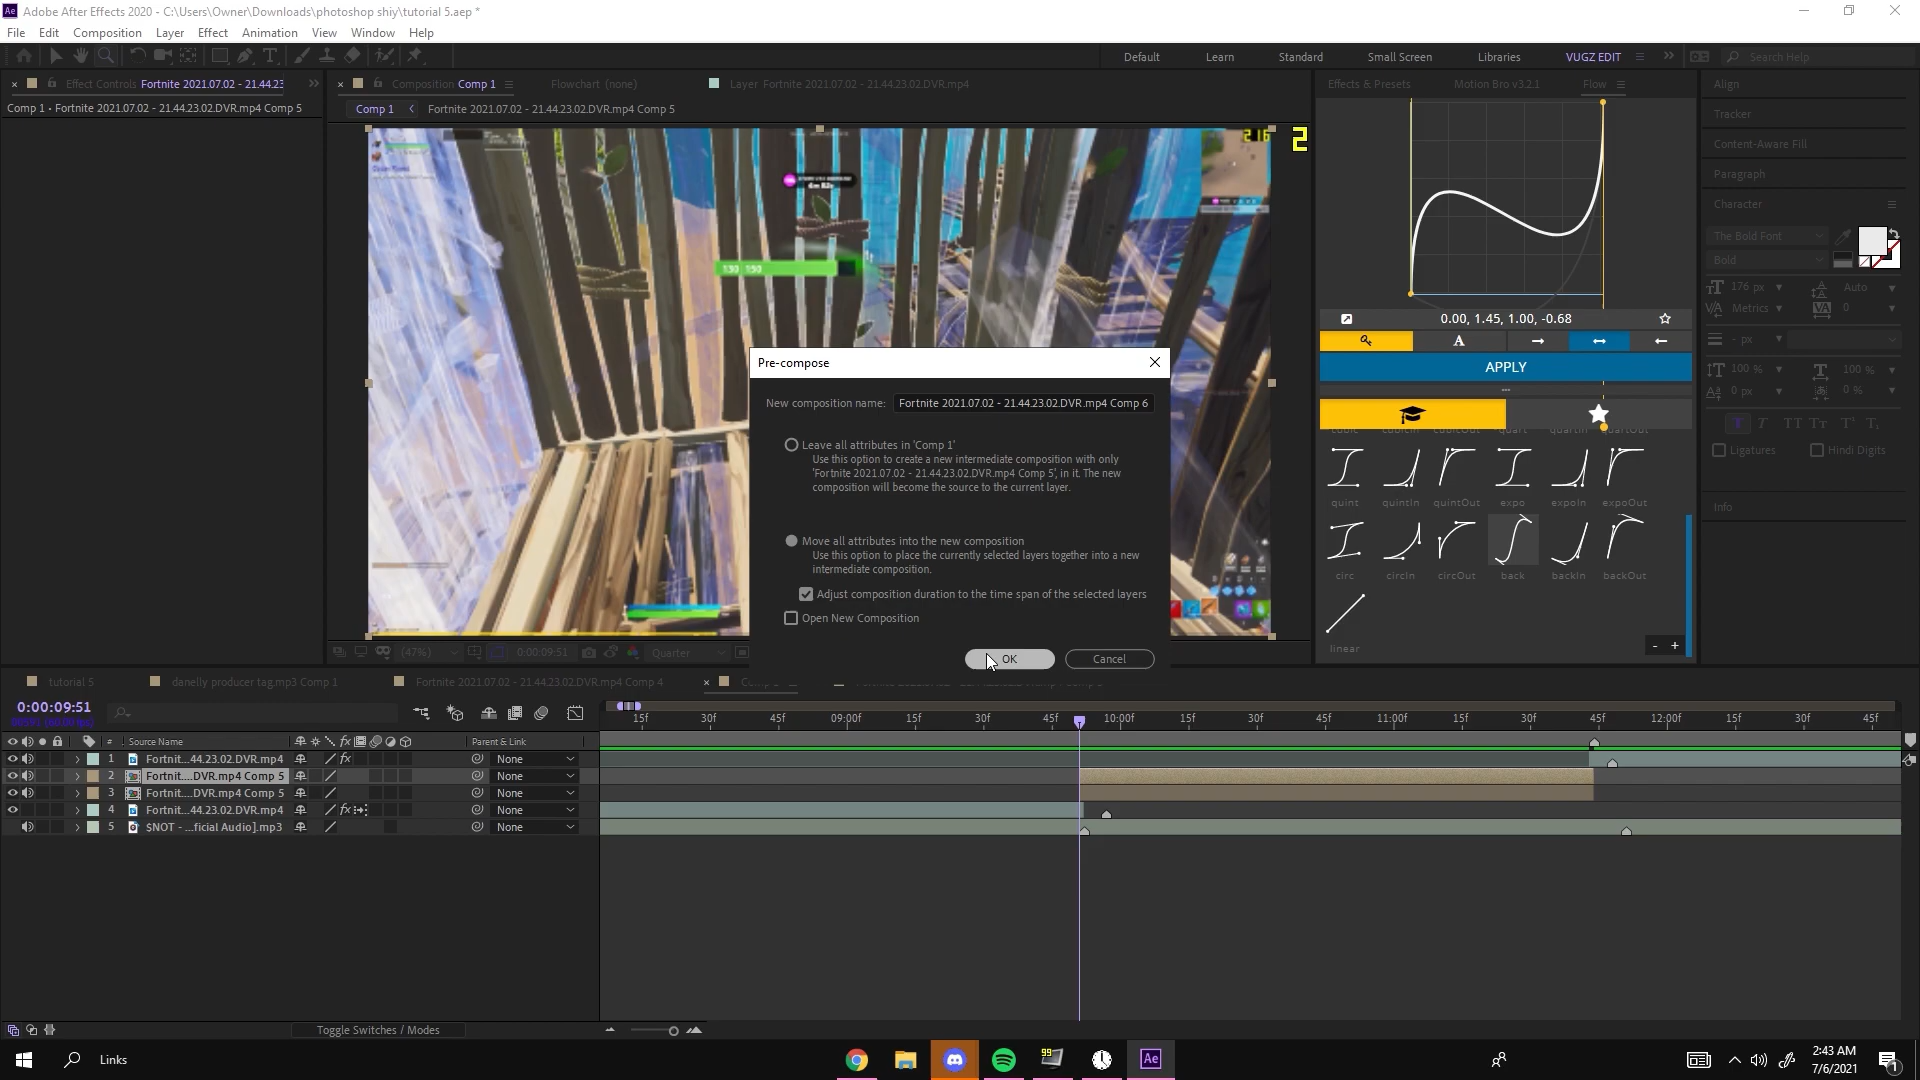 Adobe After Effects 2020 - C:\Users\Owner\Downloads\photoshop shiy\tutorial 5.aep *
File Edit Composition Layer Effect Animation View Window Help
Default Learn Standard Small Screen Libraries VUGZ EDIT Search Help
Effect Controls Fortnite 2021.07.02 - 21.44.23
Composition Comp 1
Flowchart (none)
Layer Fortnite 2021.07.02 - 21.44.23.02.DVR.mp4
Effects & Presets
Motion Bro v3.2.1
Flow
Align
Comp 1 • Fortnite 2021.07.02 - 21.44.23.02.DVR.mp4 Comp 5
Comp 1
Fortnite 2021.07.02 - 21.44.23.02.DVR.mp4 Comp 5
Tracker
Content-Aware Fill
Paragraph
Character
The Bold Font
Bold
176 px
Auto
Metrics
0
- px
100 %
100 %
0 px
0 %
Ligatures
Hindi Digits
Info
2
216
130 150
0.00, 1.45, 1.00, -0.68
A
APPLY
quint quintIn quintOut expo expoIn expoOut
circ circIn circOut back backIn backOut
linear
- +
Pre-compose
New composition name: Fortnite 2021.07.02 - 21.44.23.02.DVR.mp4 Comp 6
Leave all attributes in 'Comp 1'
Use this option to create a new intermediate composition with only
'Fortnite 2021.07.02 - 21.44.23.02.DVR.mp4 Comp 5', in it. The new
composition will become the source to the current layer.
Move all attributes into the new composition
Use this option to place the currently selected layers together into a new
intermediate composition.
Adjust composition duration to the time span of the selected layers
Open New Composition
OK
Cancel
(47%)
0:00:09:51
Quarter
tutorial 5
danelly producer tag.mp3 Comp 1
Fortnite 2021.07.02 - 21.44.23.02.DVR.mp4 Comp 4
0:00:09:51
15f 30f 45f 09:00f 15f 30f 45f 10:00f 15f 30f 45f 11:00f 15f 30f 45f 12:00f 15f 30f 45f
# Source Name fx Parent & Link
1 Fortnit...44.23.02.DVR.mp4 fx None
2 Fortnit....DVR.mp4 Comp 5 None
3 Fortnit....DVR.mp4 Comp 5 None
4 Fortnit...44.23.02.DVR.mp4 fx None
5 $NOT - ...ficial Audio].mp3 None
Toggle Switches / Modes
Links
99
Ae
2:43 AM
7/6/2021
1